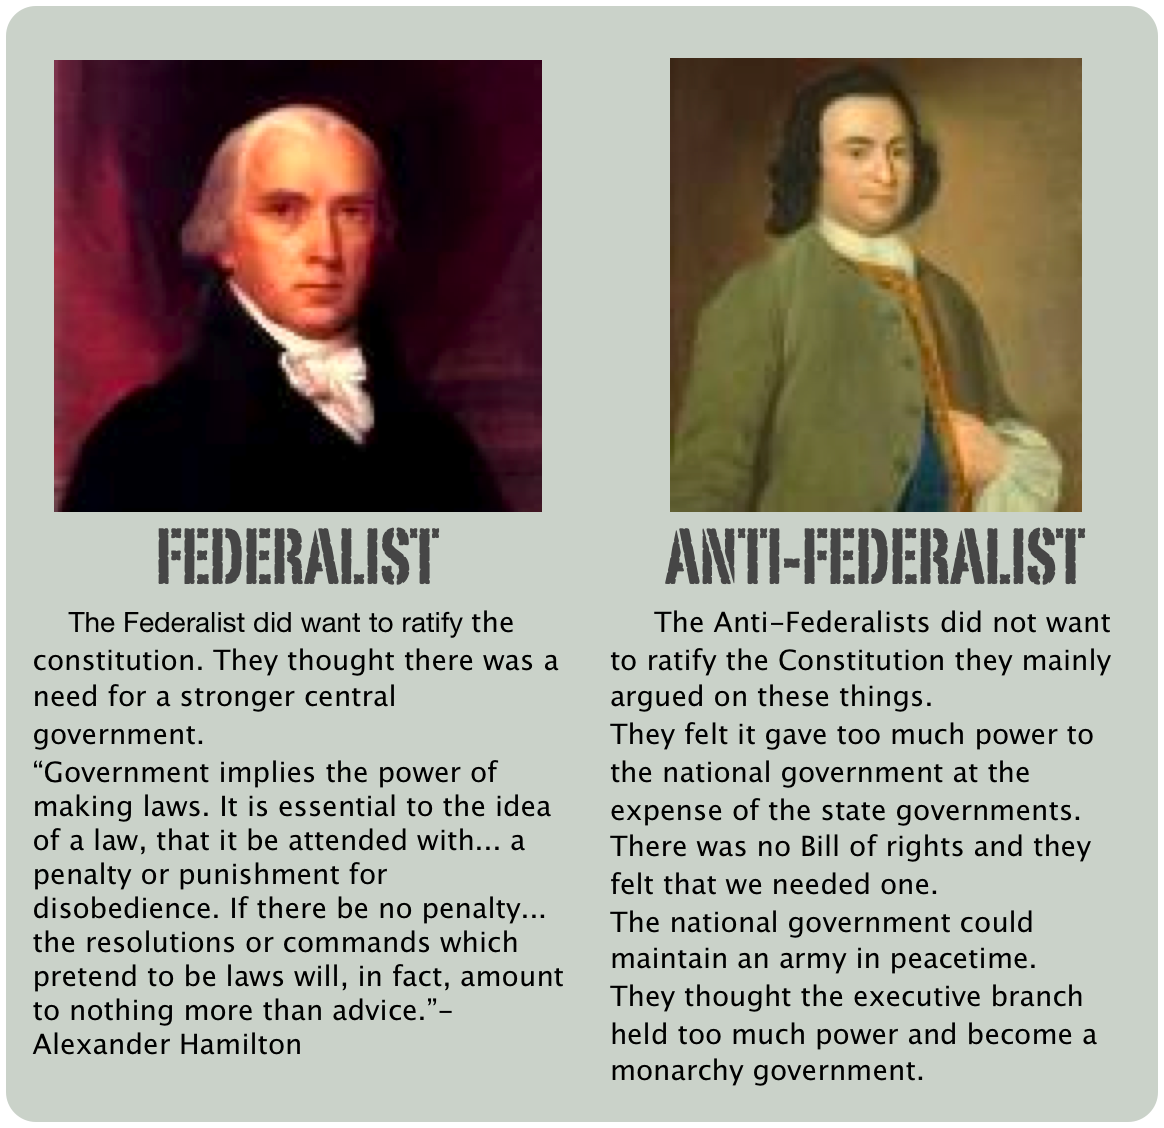 FEDERALIST
The Federalist did want to ratify the
constitution. They thought there was a
need for a stronger central
government.
“Government implies the power of
making laws. It is essential to the idea
of a law, that it be attended with... a
penalty or punishment for
disobedience. If there be no penalty...
the resolutions or commands which
pretend to be laws will, in fact, amount
to nothing more than advice.”-
Alexander Hamilton
ANTI-FEDERALIST
The Anti-Federalists did not want
to ratify the Constitution they mainly
argued on these things.
They felt it gave too much power to
the national government at the
expense of the state governments.
There was no Bill of rights and they
felt that we needed one.
The national government could
maintain an army in peacetime.
They thought the executive branch
held too much power and become a
monarchy government.